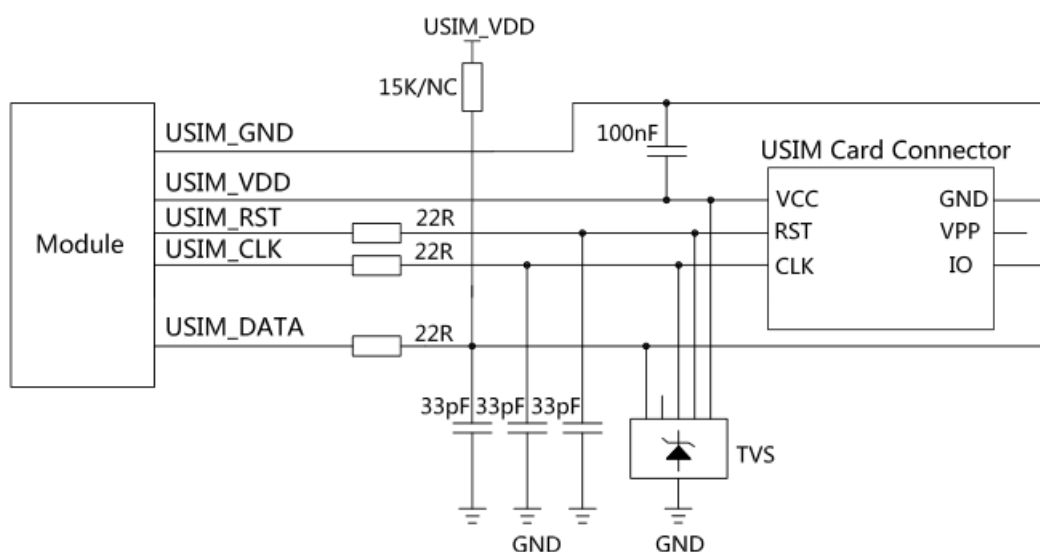 USIM_VDD
15K/NC
USIM_GND
100nF
USIM Card Connector
USIM_VDD
VCC
GND
USIM_RST
22R
RST
VPP
Module
USIM_CLK
22R
CLK
IO
USIM_DATA
22R
33pF 33pF 33pF
TVS
GND
GND